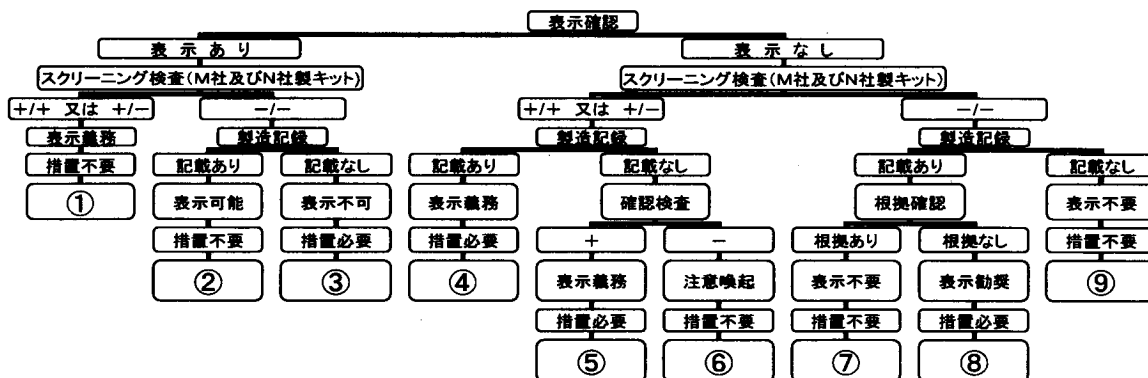 表示確認
表示あり
表示なし
スクリーニング検査(M社及びN社製キット)
スクリーニング検査(M社及びN社製キット)
+/+ 又は +/−
−/−
+/+ 又は +/−
−/−
表示義務
製造記録
製造記録
製造記録
措置不要
記載あり
記載なし
記載あり
記載なし
記載あり
記載なし
①
表示可能
表示不可
表示義務
確認検査
根拠確認
表示不要
措置不要
措置必要
措置必要
+
−
根拠あり
根拠なし
措置不要
②
③
④
表示義務
注意喚起
表示不要
表示勧奨
⑨
措置必要
措置不要
措置不要
措置必要
⑤
⑥
⑦
⑧